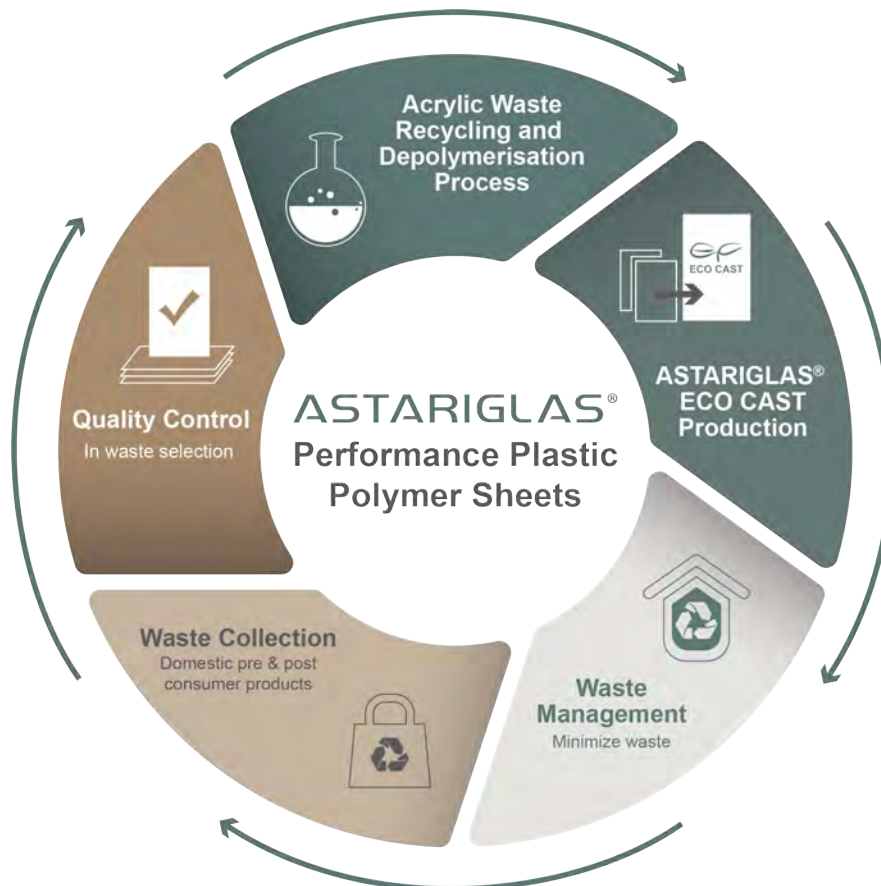 Acrylic Waste
Recycling and
Depolymerisation
Process
ECO CAST
ASTARIGLAS®
ECO CAST
Production
Waste
Management
Minimize waste
Waste Collection
Domestic pre & post
consumer products
Quality Control
In waste selection
ASTARIGLAS®
Performance Plastic
Polymer Sheets